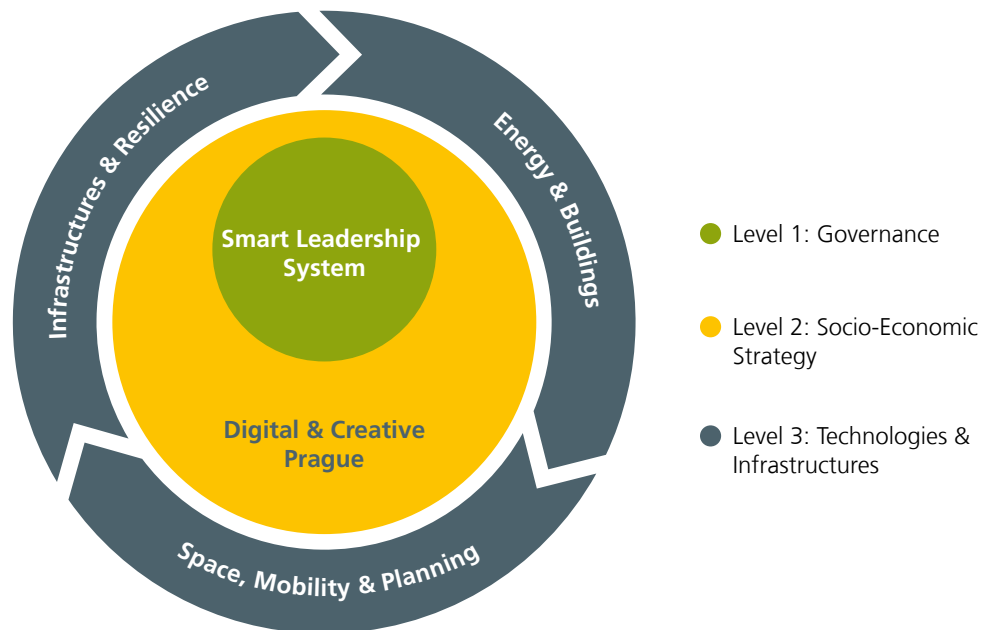 Infrastructures & Resilience
Energy & Buildings
Smart Leadership
System
Digital & Creative
Prague
Space, Mobility & Planning
Level 1: Governance
Level 2: Socio-Economic
Strategy
Level 3: Technologies &
Infrastructures